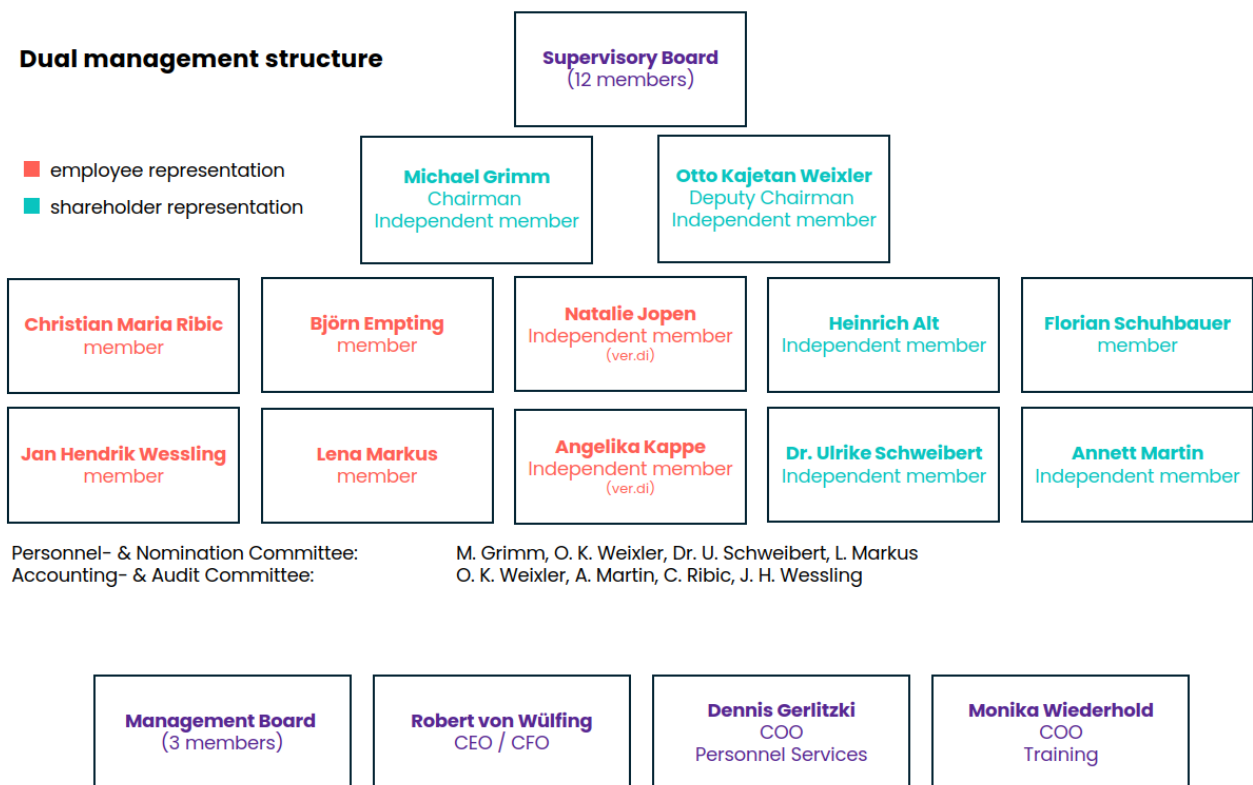 Dual management structure
Supervisory Board
(12 members)
employee representation
shareholder representation
Michael Grimm
Chairman
Independent member
Otto Kajetan Weixler
Deputy Chairman
Independent member
Christian Maria Ribic
member
Björn Empting
member
Natalie Jopen
Independent member
(ver.di)
Heinrich Alt
Independent member
Florian Schuhbauer
member
Jan Hendrik Wessling
member
Lena Markus
member
Angelika Kappe
Independent member
(ver.di)
Dr. Ulrike Schweibert
Independent member
Annett Martin
Independent member
Personnel- & Nomination Committee: M. Grimm, O. K. Weixler, Dr. U. Schweibert, L. Markus
Accounting- & Audit Committee: O. K. Weixler, A. Martin, C. Ribic, J. H. Wessling
Management Board
(3 members)
Robert von Wülfing
CEO / CFO
Dennis Gerlitzki
COO
Personnel Services
Monika Wiederhold
COO
Training